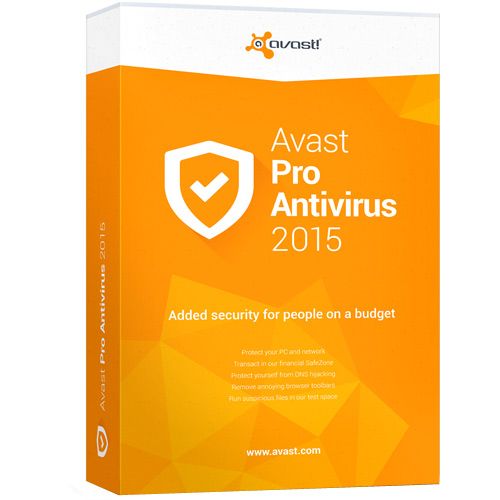 avast!
Avast
Pro
Antivirus
2015
Added security for people on a budget
Protect your PC and network
Transact in our financial SafeZone
Protect yourself from DNS hijacking
Remove annoying browser toolbars
Run suspicious files in our test space
www.avast.com
Avast Pro Antivirus 2015